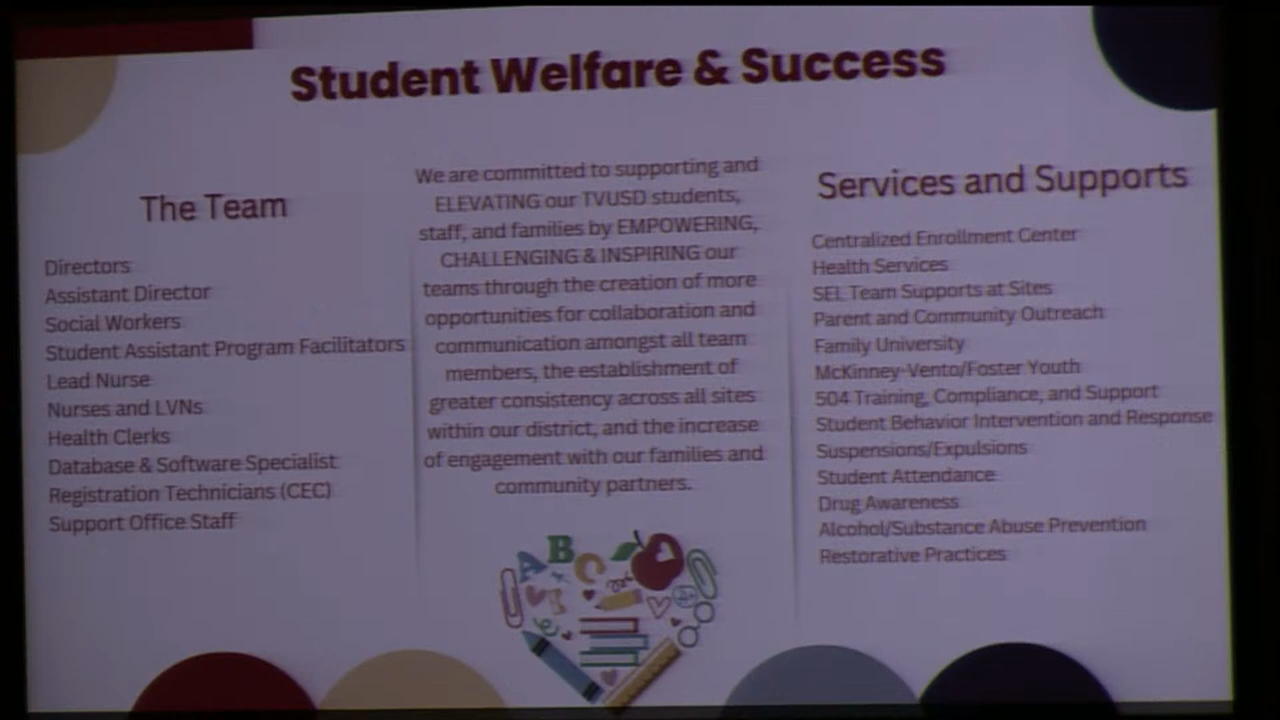 Student Welfare & Success
The Team
Directors
Assistant Director
Social Workers
Student Assistant Program Facilitators
Lead Nurse
Nurses and LVNs
Health Clerks
Database & Software Specialist
Registration Technicians (CEC)
Support Office Staff
We are committed to supporting and
ELEVATING our TVUSD students,
staff, and families by EMPOWERING,
CHALLENGING & INSPIRING our
teams through the creation of more
opportunities for collaboration and
communication amongst all team
members, the establishment of
greater consistency across all sites
within our district, and the increase
of engagement with our families and
community partners.
A B C
Services and Supports
Centralized Enrollment Center
Health Services
SEL Team Supports at Sites
Parent and Community Outreach
Family University
McKinney-Vento/Foster Youth
504 Training, Compliance, and Support
Student Behavior Intervention and Response
Suspensions/Expulsions
Student Attendance
Drug Awareness
Alcohol/Substance Abuse Prevention
Restorative Practices